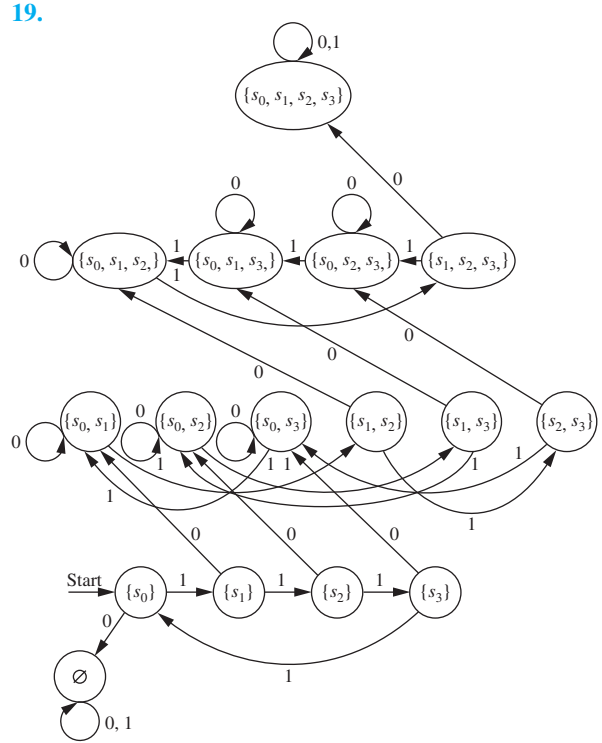 19.
0,1
{s0, s1, s2, s3}
0
0 0
0 {s0, s1, s2,} 1 {s0, s1, s3,} 1 {s0, s2, s3,} 1 {s1, s2, s3,}
1
0 0 0
0 {s0, s1} 0 {s0, s2} 0 {s0, s3} {s1, s2} {s1, s3} {s2, s3}
1 1 1 1 1
1 1
0 0 0
Start {s0} 1 {s1} 1 {s2} 1 {s3}
0
1
∅
0, 1